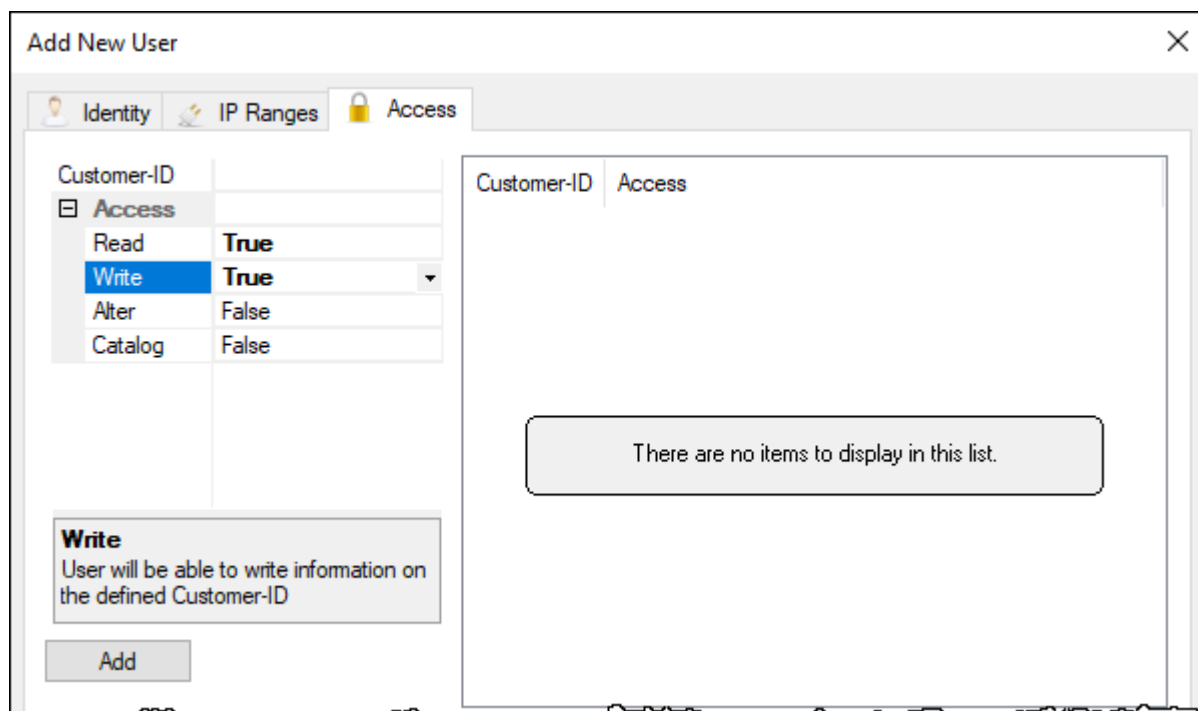 Add New User
Identity IP Ranges Access
Customer-ID
Access
Read True
Write True
Alter False
Catalog False
Write
User will be able to write information on
the defined Customer-ID
Add
Customer-ID Access
There are no items to display in this list.